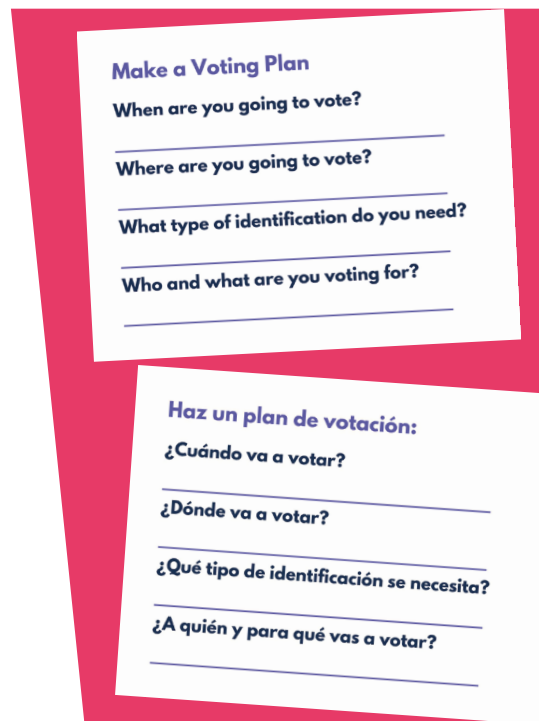 Make a Voting Plan
When are you going to vote?
Where are you going to vote?
What type of identification do you need?
Who and what are you voting for?
Haz un plan de votación:
¿Cuándo va a votar?
¿Dónde va a votar?
¿Qué tipo de identificación se necesita?
¿A quién y para qué vas a votar?